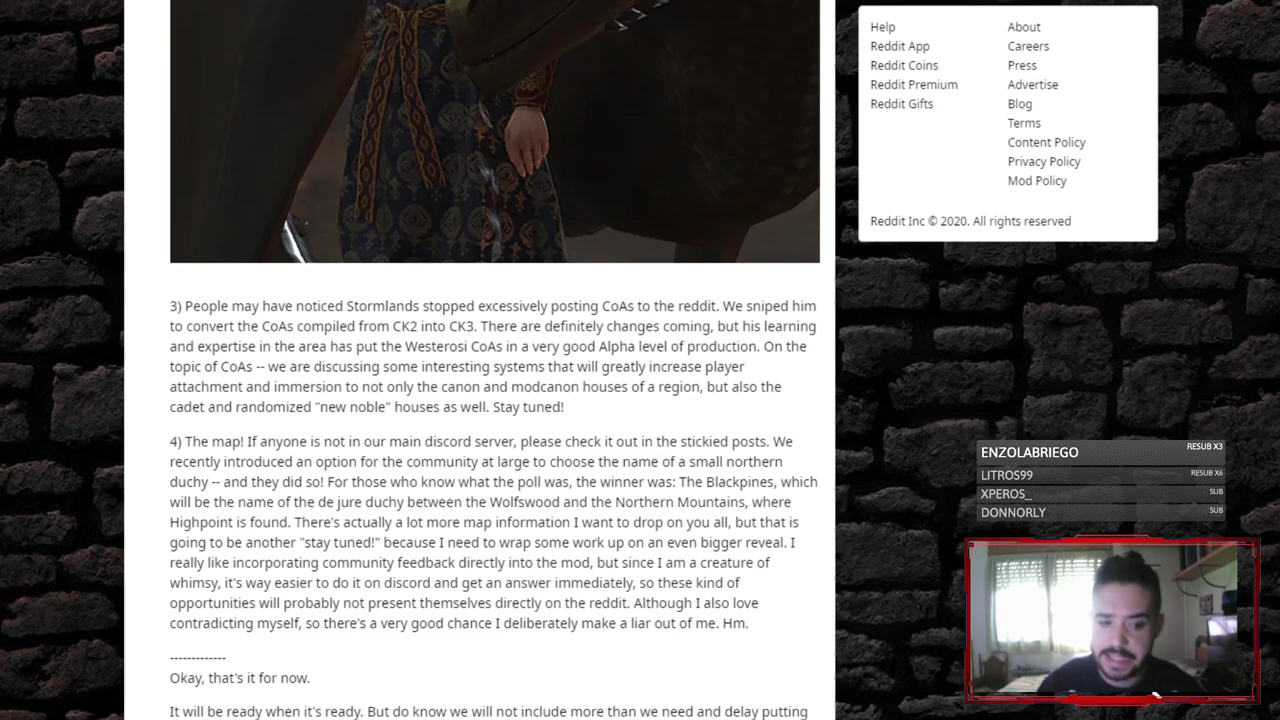 Help
About
Reddit App
Careers
Reddit Coins
Press
Reddit Premium
Advertise
Reddit Gifts
Blog
Terms
Content Policy
Privacy Policy
Mod Policy
Reddit Inc © 2020. All rights reserved
3) People may have noticed Stormlands stopped excessively posting CoAs to the reddit. We sniped him
to convert the CoAs compiled from CK2 into CK3. There are definitely changes coming, but his learning
and expertise in the area has put the Westerosi CoAs in a very good Alpha level of production. On the
topic of CoAs -- we are discussing some interesting systems that will greatly increase player
attachment and immersion to not only the canon and modcanon houses of a region, but also the
cadet and randomized "new noble" houses as well. Stay tuned!
4) The map! If anyone is not in our main discord server, please check it out in the stickied posts. We
recently introduced an option for the community at large to choose the name of a small northern
duchy -- and they did so! For those who know what the poll was, the winner was: The Blackpines, which
will be the name of the de jure duchy between the Wolfswood and the Northern Mountains, where
Highpoint is found. There's actually a lot more map information I want to drop on you all, but that is
going to be another "stay tuned!" because I need to wrap some work up on an even bigger reveal. I
really like incorporating community feedback directly into the mod, but since I am a creature of
whimsy, it's way easier to do it on discord and get an answer immediately, so these kind of
opportunities will probably not present themselves directly on the reddit. Although I also love
contradicting myself, so there's a very good chance I deliberately make a liar out of me. Hm.
-------------
Okay, that's it for now.
It will be ready when it's ready. But do know we will not include more than we need and delay putting
ENZOLABRIEGO RESUB X3
LITROS99 RESUB X6
XPEROS_ SUB
DONNORLY SUB